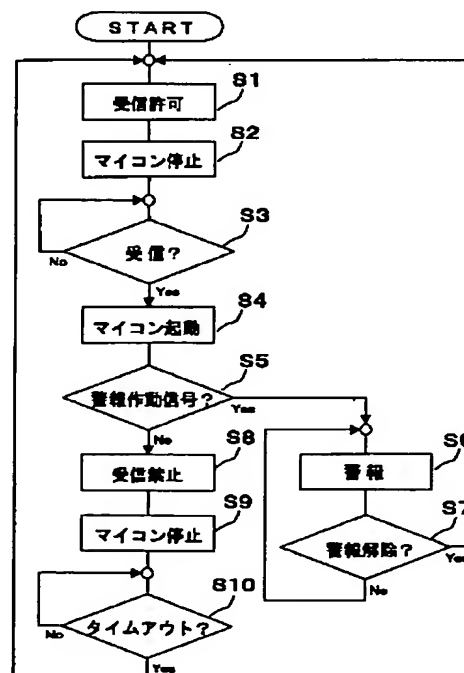 START
S1
受信許可
S2
マイコン停止
S3
受信？
No
Yes
S4
マイコン起動
S5
警報作動信号？
Yes
No
S8
受信禁止
S6
警報
S9
マイコン停止
S7
警報解除？
Yes
No
S10
タイムアウト？
No
Yes